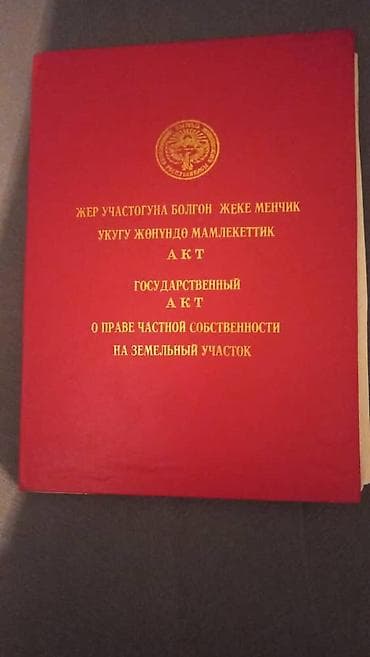 ЖЕР УЧАСТОГУНА БОЛГОН ЖЕКЕ МЕНЧИК
УКУГУ ЖӨНҮНДӨ МАМЛЕКЕТТИК
АКТ
ГОСУДАРСТВЕННЫЙ
АКТ
О ПРАВЕ ЧАСТНОЙ СОБСТВЕННОСТИ
НА ЗЕМЕЛЬНЫЙ УЧАСТОК